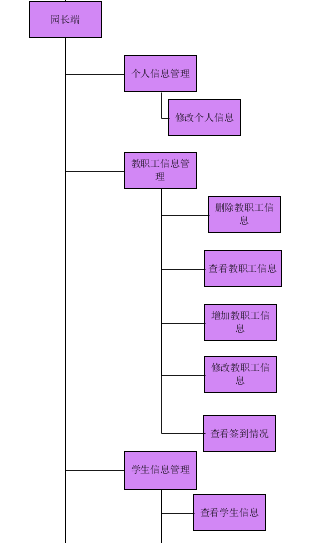 园长端
个人信息管理
修改个人信息
教职工信息管
理
删除教职工信
息
查看教职工信息
增加教职工信
息
修改教职工信
息
查看签到情况
学生信息管理
查看学生信息